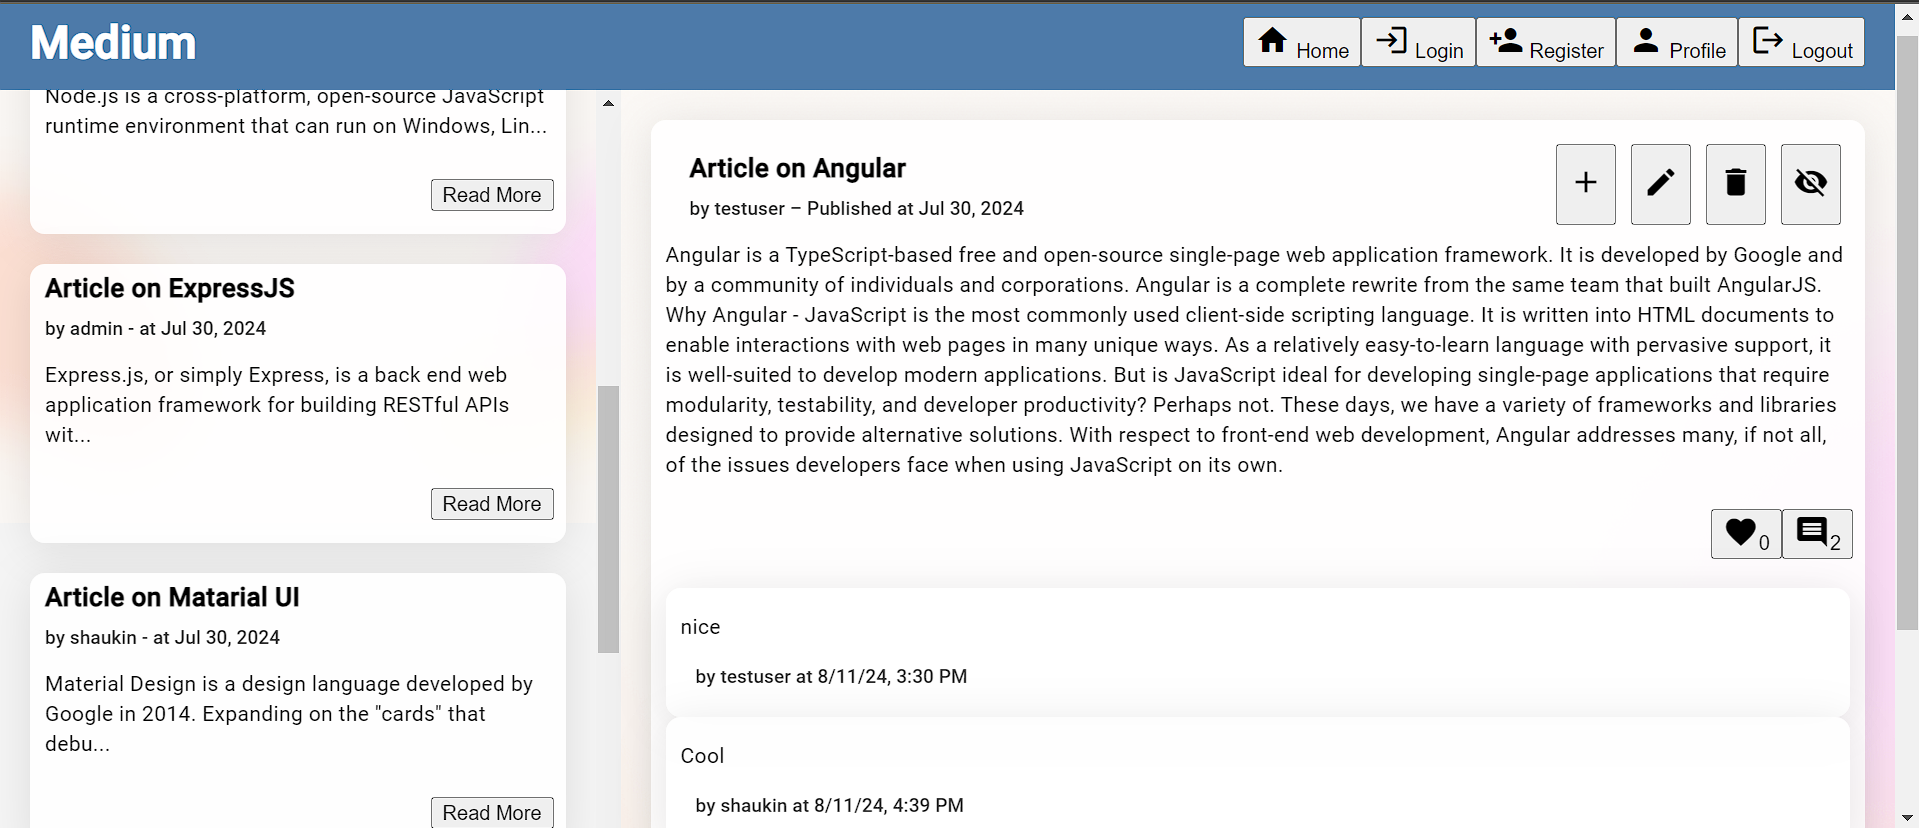 Medium
Home
Login
Register
Profile
Logout
Node.js is a cross-platform, open-source JavaScript
runtime environment that can run on Windows, Lin...
Read More
Article on ExpressJS
by admin - at Jul 30, 2024
Express.js, or simply Express, is a back end web
application framework for building RESTful APIs
wit...
Read More
Article on Matarial UI
by shaukin - at Jul 30, 2024
Material Design is a design language developed by
Google in 2014. Expanding on the "cards" that
debu...
Read More
Article on Angular
by testuser – Published at Jul 30, 2024
Angular is a TypeScript-based free and open-source single-page web application framework. It is developed by Google and
by a community of individuals and corporations. Angular is a complete rewrite from the same team that built AngularJS.
Why Angular - JavaScript is the most commonly used client-side scripting language. It is written into HTML documents to
enable interactions with web pages in many unique ways. As a relatively easy-to-learn language with pervasive support, it
is well-suited to develop modern applications. But is JavaScript ideal for developing single-page applications that require
modularity, testability, and developer productivity? Perhaps not. These days, we have a variety of frameworks and libraries
designed to provide alternative solutions. With respect to front-end web development, Angular addresses many, if not all,
of the issues developers face when using JavaScript on its own.
0
2
nice
by testuser at 8/11/24, 3:30 PM
Cool
by shaukin at 8/11/24, 4:39 PM